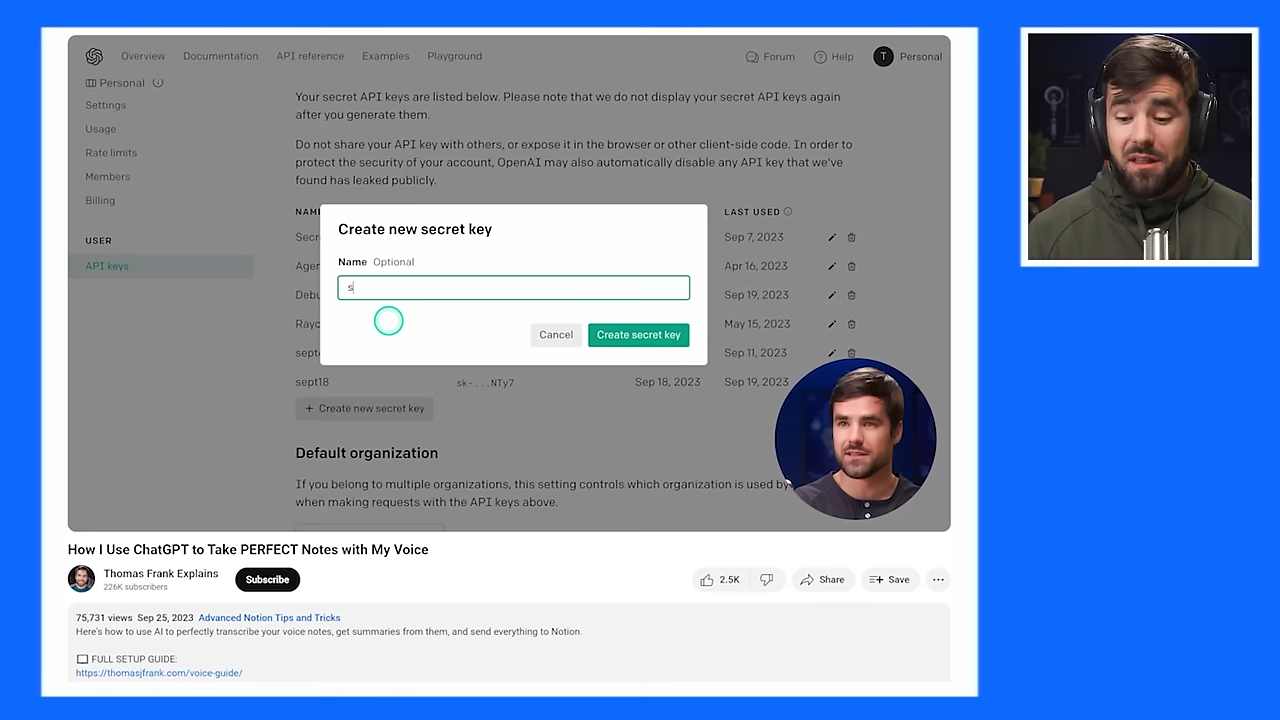 Overview Documentation API reference Examples Playground Forum Help T Personal
Personal
Settings
Usage
Rate limits
Members
Billing
USER
API keys
Your secret API keys are listed below. Please note that we do not display your secret API keys again
after you generate them.
Do not share your API key with others, or expose it in the browser or other client-side code. In order to
protect the security of your account, OpenAI may also automatically disable any API key that we've
found has leaked publicly.
LAST USED
Sep 7, 2023
Apr 16, 2023
Sep 19, 2023
May 15, 2023
Sep 11, 2023
sept18 sk-...NTy7 Sep 18, 2023 Sep 19, 2023
Create new secret key
Name Optional
s
Cancel Create secret key
+ Create new secret key
Default organization
If you belong to multiple organizations, this setting controls which organization is used by
when making requests with the API keys above.
How I Use ChatGPT to Take PERFECT Notes with My Voice
Thomas Frank Explains
226K subscribers
Subscribe
2.5K Share Save
75,731 views Sep 25, 2023 Advanced Notion Tips and Tricks
Here's how to use AI to perfectly transcribe your voice notes, get summaries from them, and send everything to Notion.
FULL SETUP GUIDE:
https://thomasjfrank.com/voice-guide/